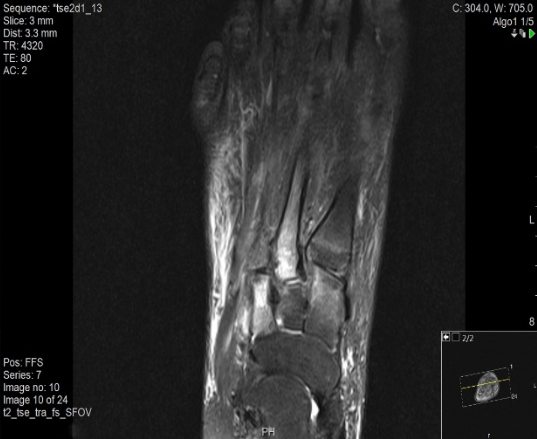 Sequence: *tse2d1_13
Slice: 3 mm
Dist: 3.3 mm
TR: 4320
TE: 80
AC: 2
C: 304.0, W: 705.0
Algo1 1/5
L
8
2/2
1
24
Pos: FFS
Series: 7
Image no: 10
Image 10 of 24
t2_tse_tra_fs_SFOV
PH